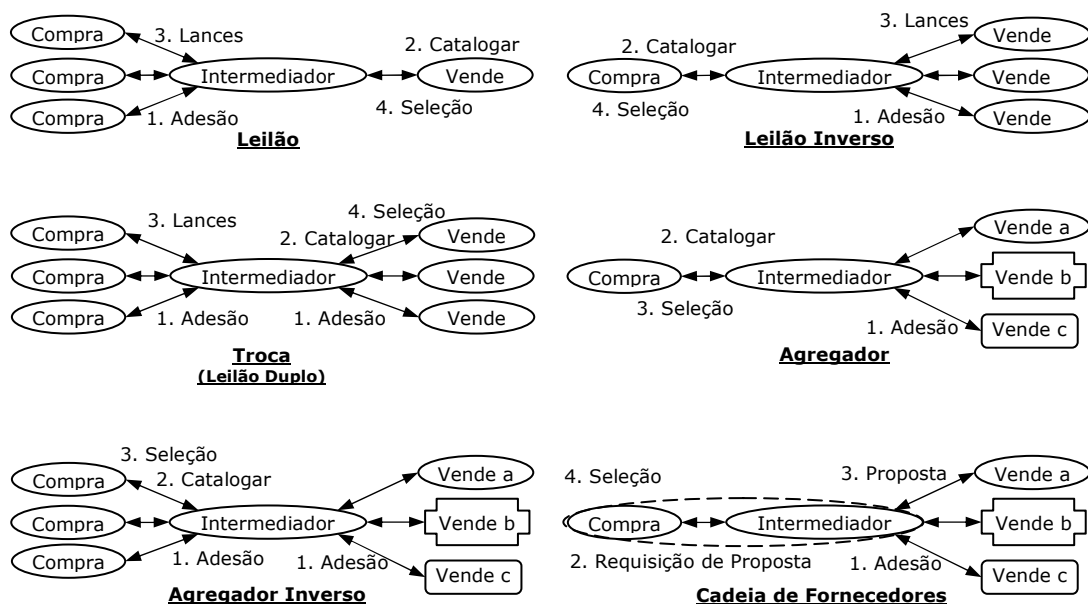 Compra
3. Lances
2. Catalogar
Compra
Intermediador
Vende
Compra
1. Adesão
4. Seleção
Leilão
3. Lances
Vende
2. Catalogar
Compra
Intermediador
Vende
4. Seleção
1. Adesão
Vende
Leilão Inverso
4. Seleção
Compra
3. Lances
2. Catalogar
Vende
Compra
Intermediador
Vende
Compra
1. Adesão
1. Adesão
Vende
Troca
(Leilão Duplo)
Vende a
2. Catalogar
Compra
Intermediador
Vende b
3. Seleção
1. Adesão
Vende c
Agregador
3. Seleção
Compra
2. Catalogar
Vende a
Compra
Intermediador
Vende b
Compra
1. Adesão
1. Adesão
Vende c
Agregador Inverso
4. Seleção
3. Proposta
Vende a
Compra
Intermediador
Vende b
2. Requisição de Proposta
1. Adesão
Vende c
Cadeia de Fornecedores